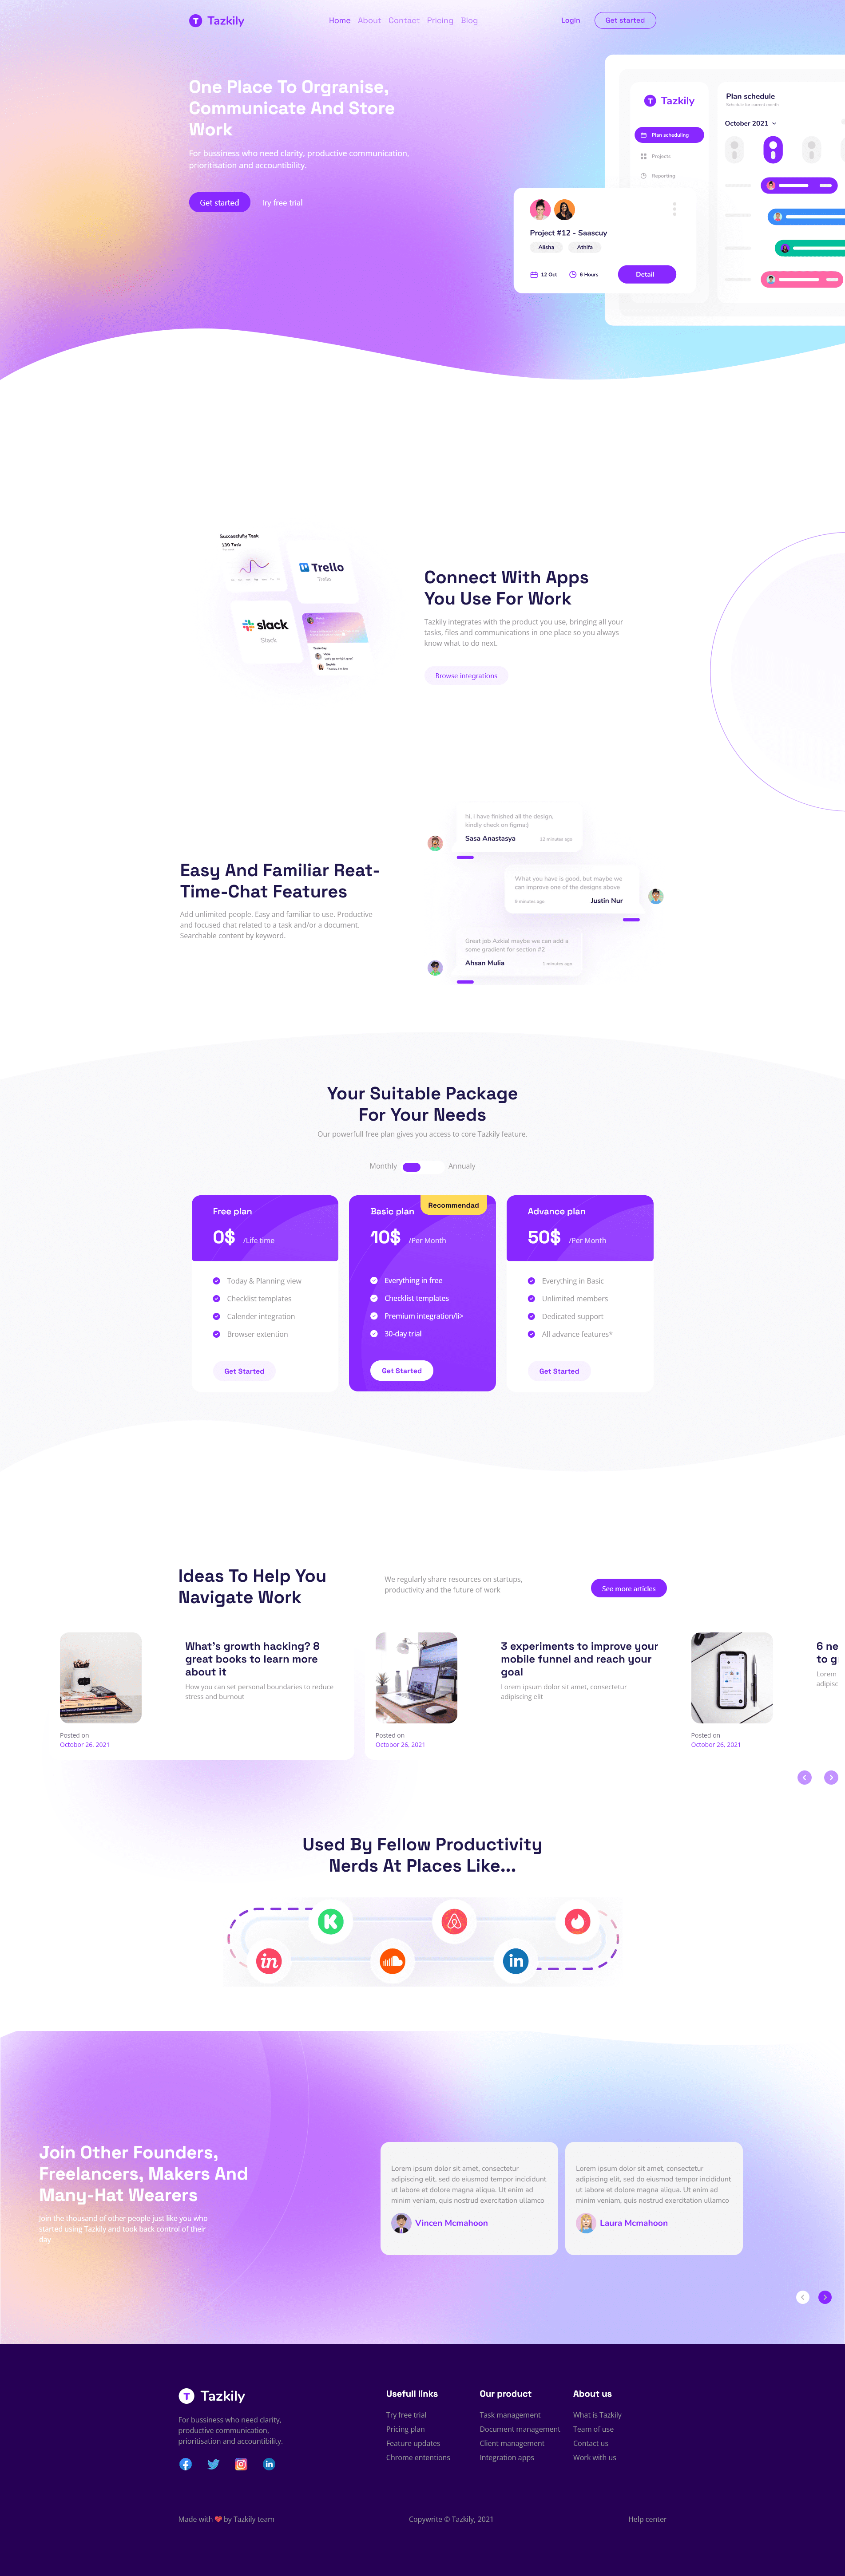 Tazkily
Home About Contact Pricing Blog
Login
Get started
One Place To Orgranise,
Communicate And Store
Work
For bussiness who need clarity, productive communication,
prioritisation and accountibility.
Get started
Try free trial
Tazkily
Plan scheduling
Projects
Reporting
Plan schedule
Schedule for current month
October 2021
Project #12 - Saascuy
Alisha
Athifa
12 Oct
6 Hours
Detail
Successfully Task
130.Task
Trello
Trello
slack
Slack
Yesterday
Connect With Apps
You Use For Work
Tazkily integrates with the product you use, bringing all your
tasks, files and communications in one place so you always
know what to do next.
Browse integrations
Easy And Familiar Reat-
Time-Chat Features
Add unlimited people. Easy and familiar to use. Productive
and focused chat related to a task and/or a document.
Searchable content by keyword.
hi, i have finished all the design,
kindly check on figma:)
Sasa Anastasya
12 minutes ago
What you have is good, but maybe we
can improve one of the designs above
9 minutes ago
Justin Nur
Great job Azkial maybe we can add a
some gradient for section #2
Ahsan Mulia
1 minutes ago
Your Suitable Package
For Your Needs
Our powerfull free plan gives you access to core Tazkily feature.
Monthly
Annualy
Free plan
0$ /Life time
Today & Planning view
Checklist templates
Calender integration
Browser extention
Get Started
Recommendad
Basic plan
10$ /Per Month
Everything in free
Checklist templates
Premium integration/li>
30-day trial
Get Started
Advance plan
50$ /Per Month
Everything in Basic
Unlimited members
Dedicated support
All advance features*
Get Started
Ideas To Help You
Navigate Work
We regularly share resources on startups,
productivity and the future of work
See more articles
What's growth hacking? 8
great books to learn more
about it
How you can set personal boundaries to reduce
stress and burnout
Posted on
Octobor 26, 2021
3 experiments to improve your
mobile funnel and reach your
goal
Lorem ipsum dolor sit amet, consectetur
adipiscing elit
Posted on
Octobor 26, 2021
6 ne
to g
Lorem
adipisc
Posted on
Octobor 26, 2021
Used By Fellow Productivity
Nerds At Places Like...
in
in
Join Other Founders,
Freelancers, Makers And
Many-Hat Wearers
Join the thousand of other people just like you who
started using Tazkily and took back control of their
day
Lorem ipsum dolor sit amet, consectetur
adipiscing elit, sed do eiusmod tempor incididunt
ut labore et dolore magna aliqua. Ut enim ad
minim veniam, quis nostrud exercitation ullamco
Vincen Mcmahoon
Lorem ipsum dolor sit amet, consectetur
adipiscing elit, sed do eiusmod tempor incididunt
ut labore et dolore magna aliqua. Ut enim ad
minim veniam, quis nostrud exercitation ullamco
Laura Mcmahoon
Tazkily
For bussiness who need clarity,
productive communication,
prioritisation and accountibility.
Usefull links
Try free trial
Pricing plan
Feature updates
Chrome ententions
Our product
Task management
Document management
Client management
Integration apps
About us
What is Tazkily
Team of use
Contact us
Work with us
Made with ❤ by Tazkily team
Copywrite © Tazkily, 2021
Help center